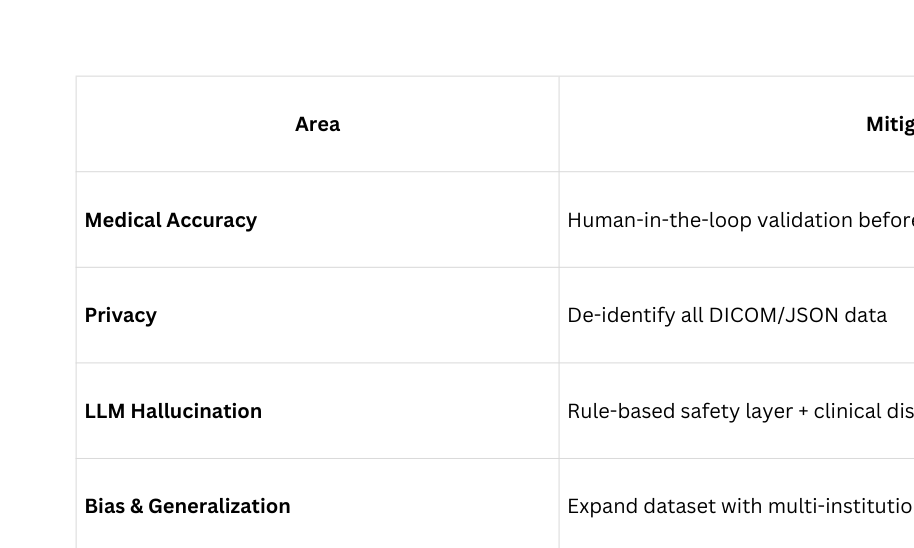 Area
Mitig
Medical Accuracy
Human-in-the-loop validation before
Privacy
De-identify all DICOM/JSON data
LLM Hallucination
Rule-based safety layer + clinical dis
Bias & Generalization
Expand dataset with multi-institutio